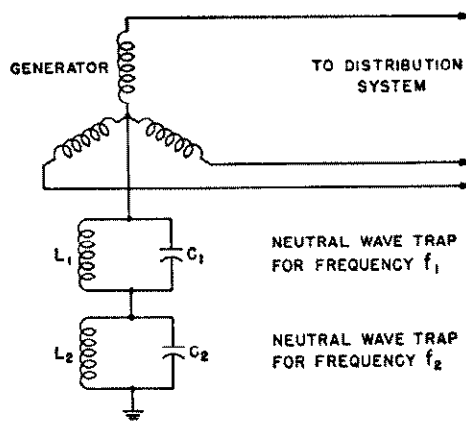 GENERATOR
TO DISTRIBUTION
SYSTEM
L₁
C₁
NEUTRAL WAVE TRAP
FOR FREQUENCY f₁
L₂
C₂
NEUTRAL WAVE TRAP
FOR FREQUENCY f₂